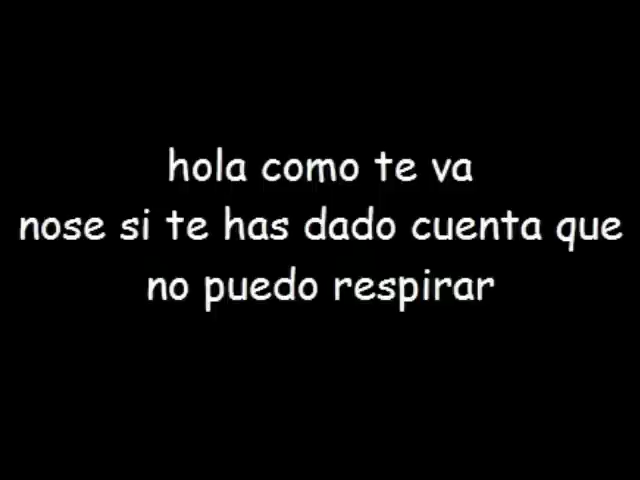 hola como te va
nose si te has dado cuenta que
no puedo respirar